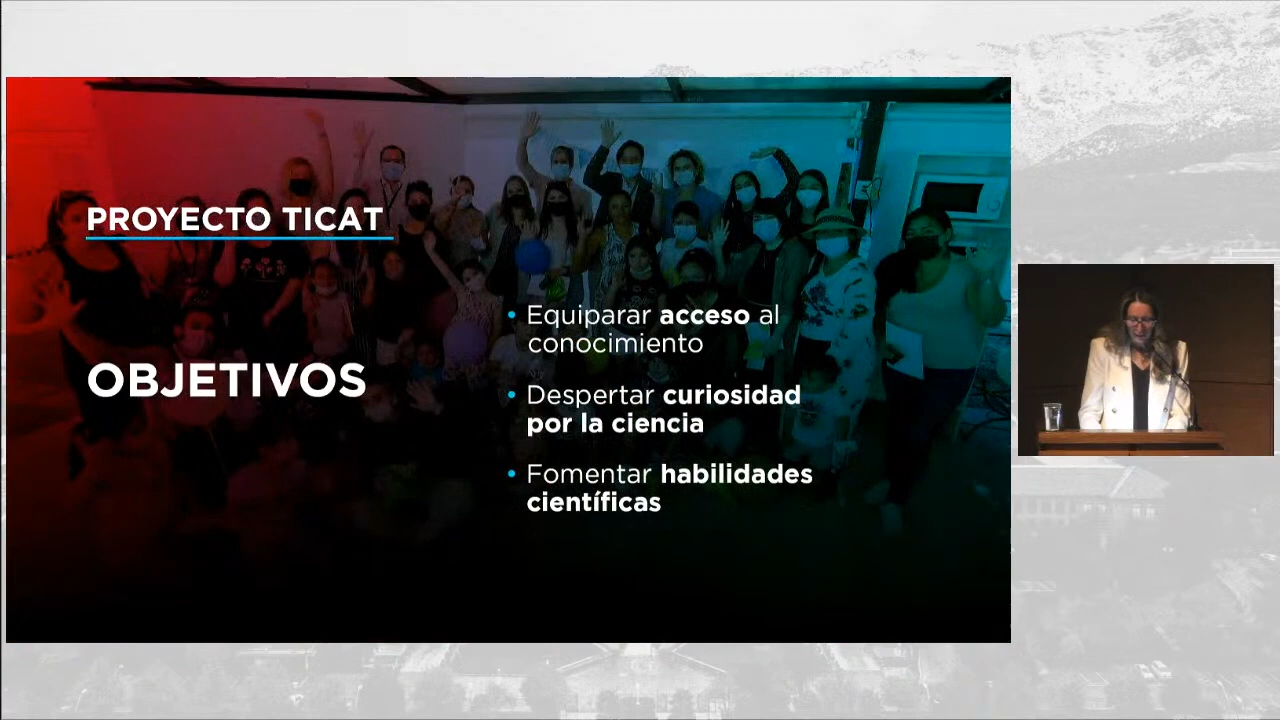 PROYECTO TICAT
OBJETIVOS
• Equiparar acceso al
conocimiento
• Despertar curiosidad
por la ciencia
• Fomentar habilidades
científicas